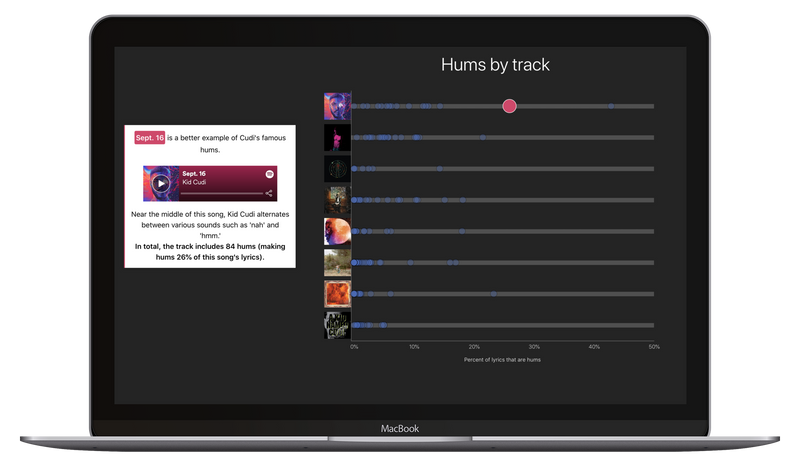 Hums by track
Sept. 16 is a better example of Cudi's famous
hums.
Sept. 16
Kid Cudi
Near the middle of this song, Kid Cudi alternates
between various sounds such as 'nah' and
'hmm.'
In total, the track includes 84 hums (making
hums 26% of this song's lyrics).
0% 10% 20% 30% 40% 50%
Percent of lyrics that are hums
MacBook